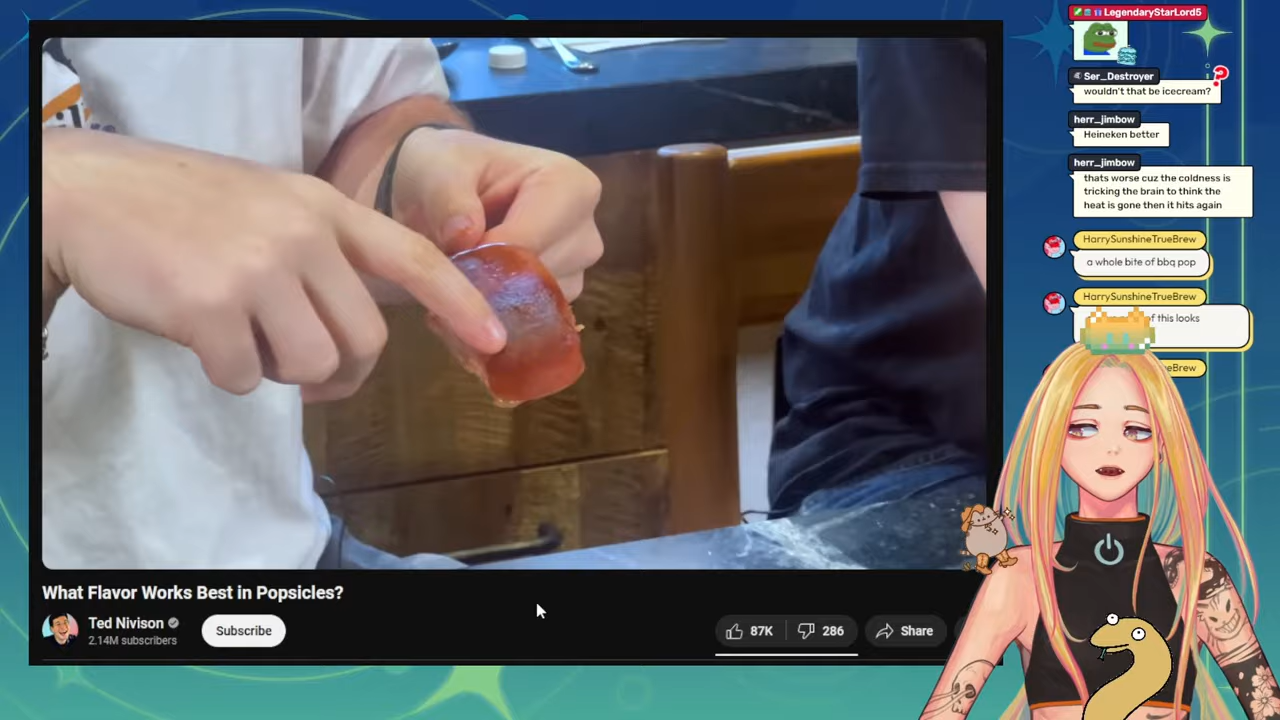 LegendaryStarLord5
Ser_Destroyer
wouldn't that be icecream?
herr_jimbow
Heineken better
herr_jimbow
thats worse cuz the coldness is
tricking the brain to think the
heat is gone then it hits again
HarrySunshineTrueBrew
a whole bite of bbq pop
HarrySunshineTrueBrew
of this looks
eBrew
What Flavor Works Best in Popsicles?
Ted Nivison
2.14M subscribers
Subscribe
87K
286
Share